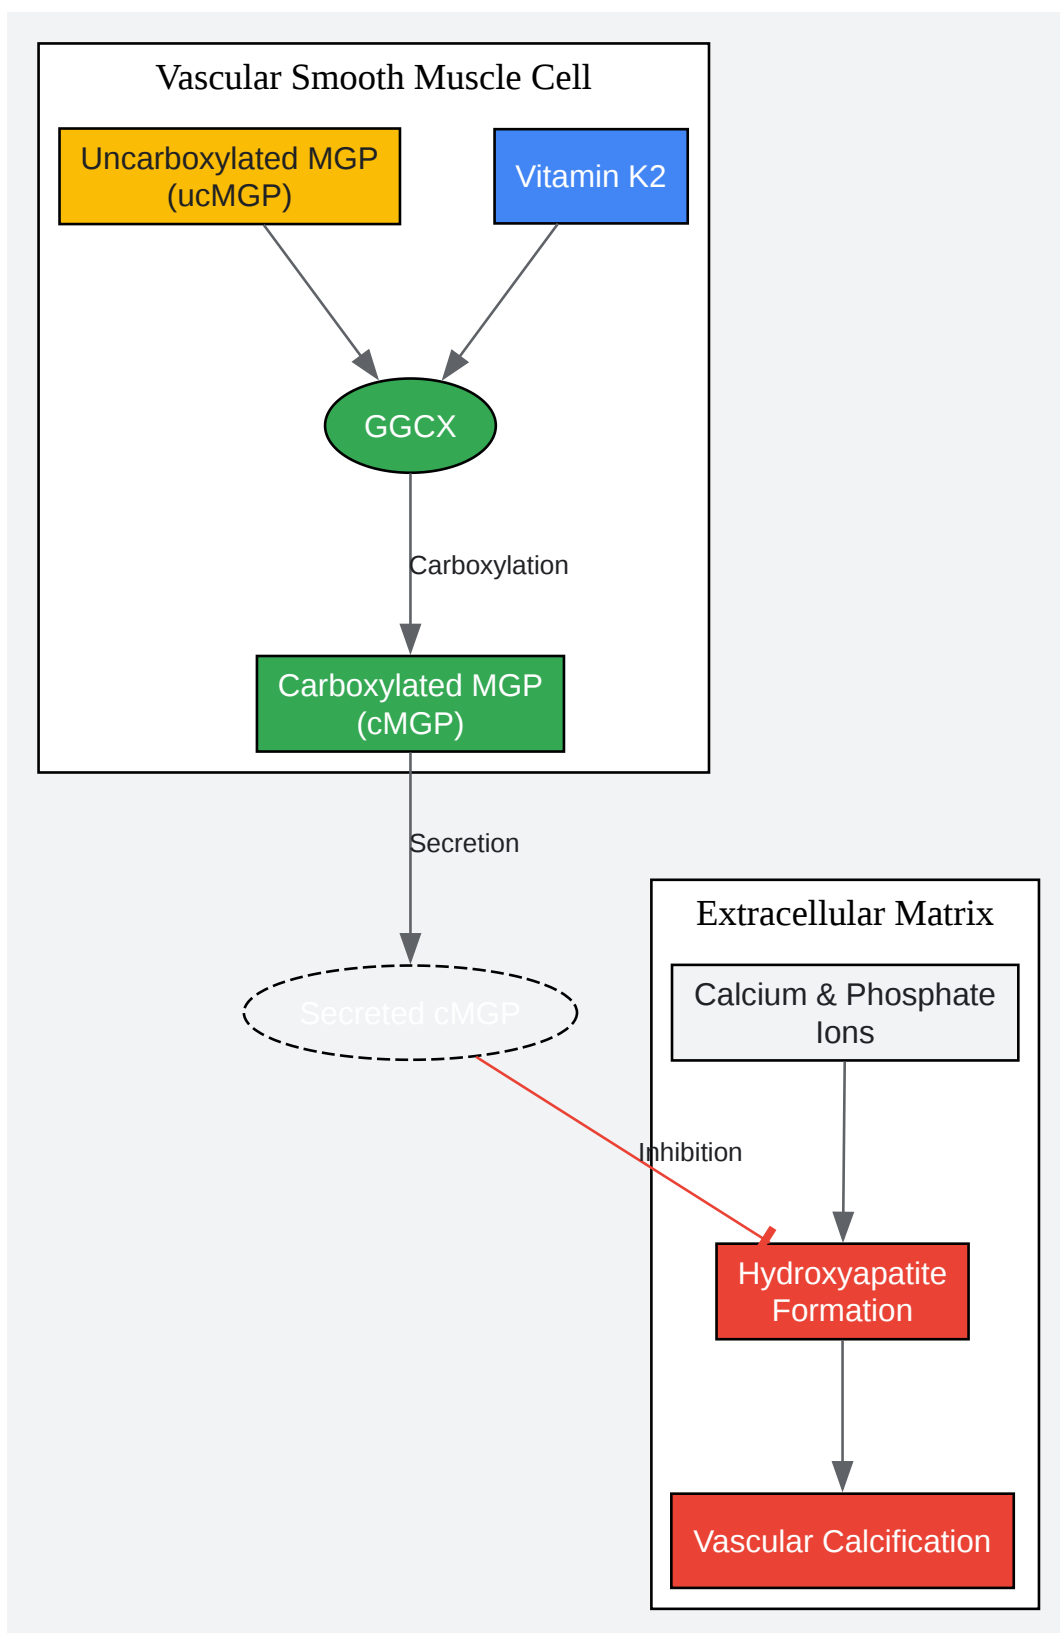 Vascular Smooth Muscle Cell
Uncarboxylated MGP
(ucMGP)
Vitamin K2
GGCX
Carboxylation
Carboxylated MGP
(cMGP)
Secretion
Extracellular Matrix
Secreted cMGP
Calcium & Phosphate
Ions
Inhibition
Hydroxyapatite
Formation
Vascular Calcification